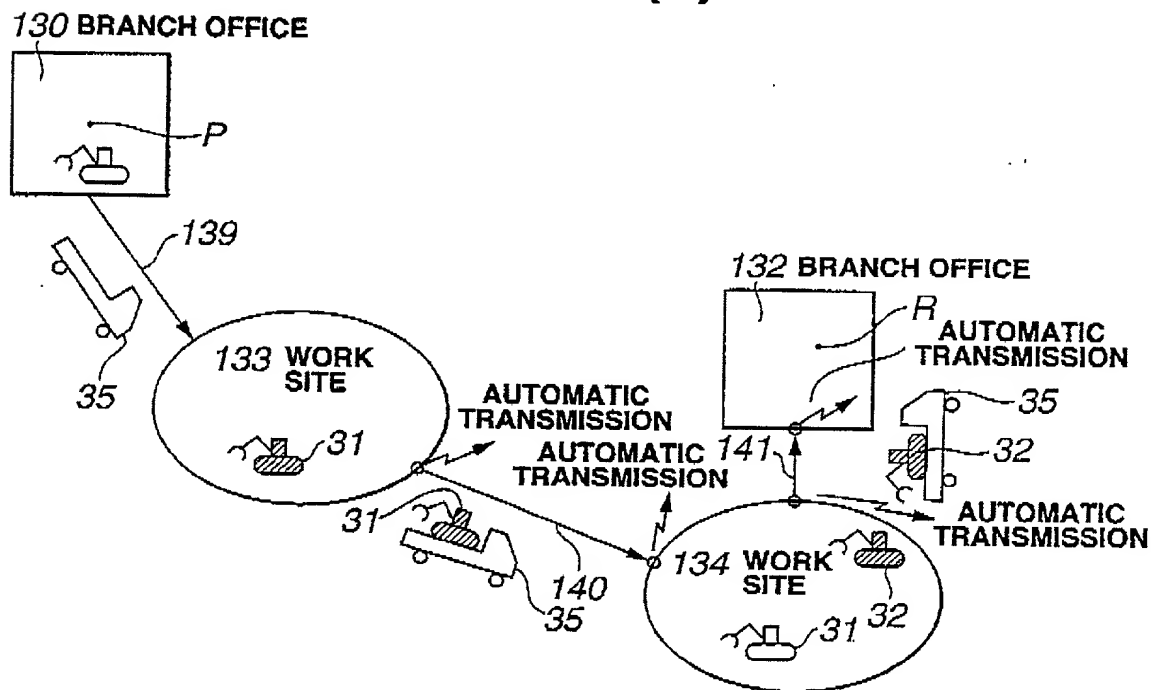 130 BRANCH OFFICE
P
139
35
133 WORK
SITE
31
AUTOMATIC
TRANSMISSION
31
140
35
AUTOMATIC
TRANSMISSION
132 BRANCH OFFICE
R
AUTOMATIC
TRANSMISSION
35
32
141
AUTOMATIC
TRANSMISSION
134 WORK
SITE
32
31